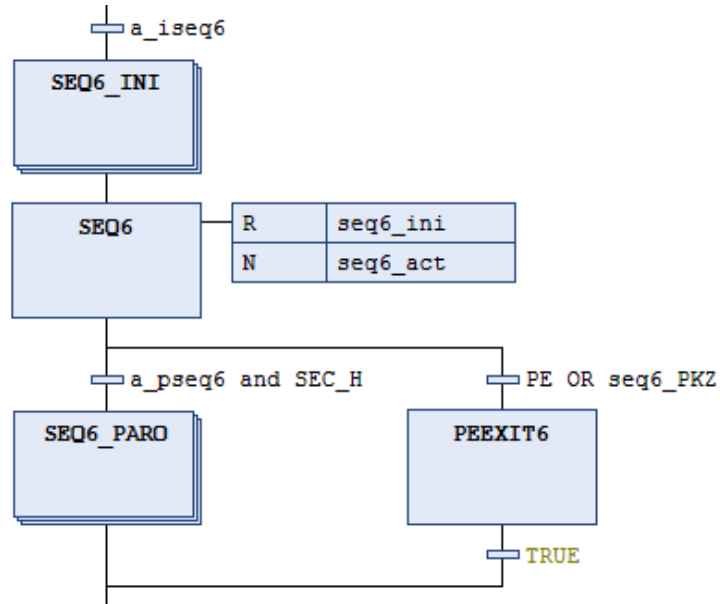 a_iseq6
SEQ6_INI
SEQ6
R seq6_ini
N seq6_act
a_pseq6 and SEC_H
PE OR seq6_PKZ
SEQ6_PARO
PEEXIT6
TRUE